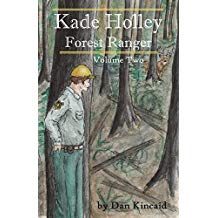 Kade Holley
Forest Ranger
Volume Two
by Dan Kincaid